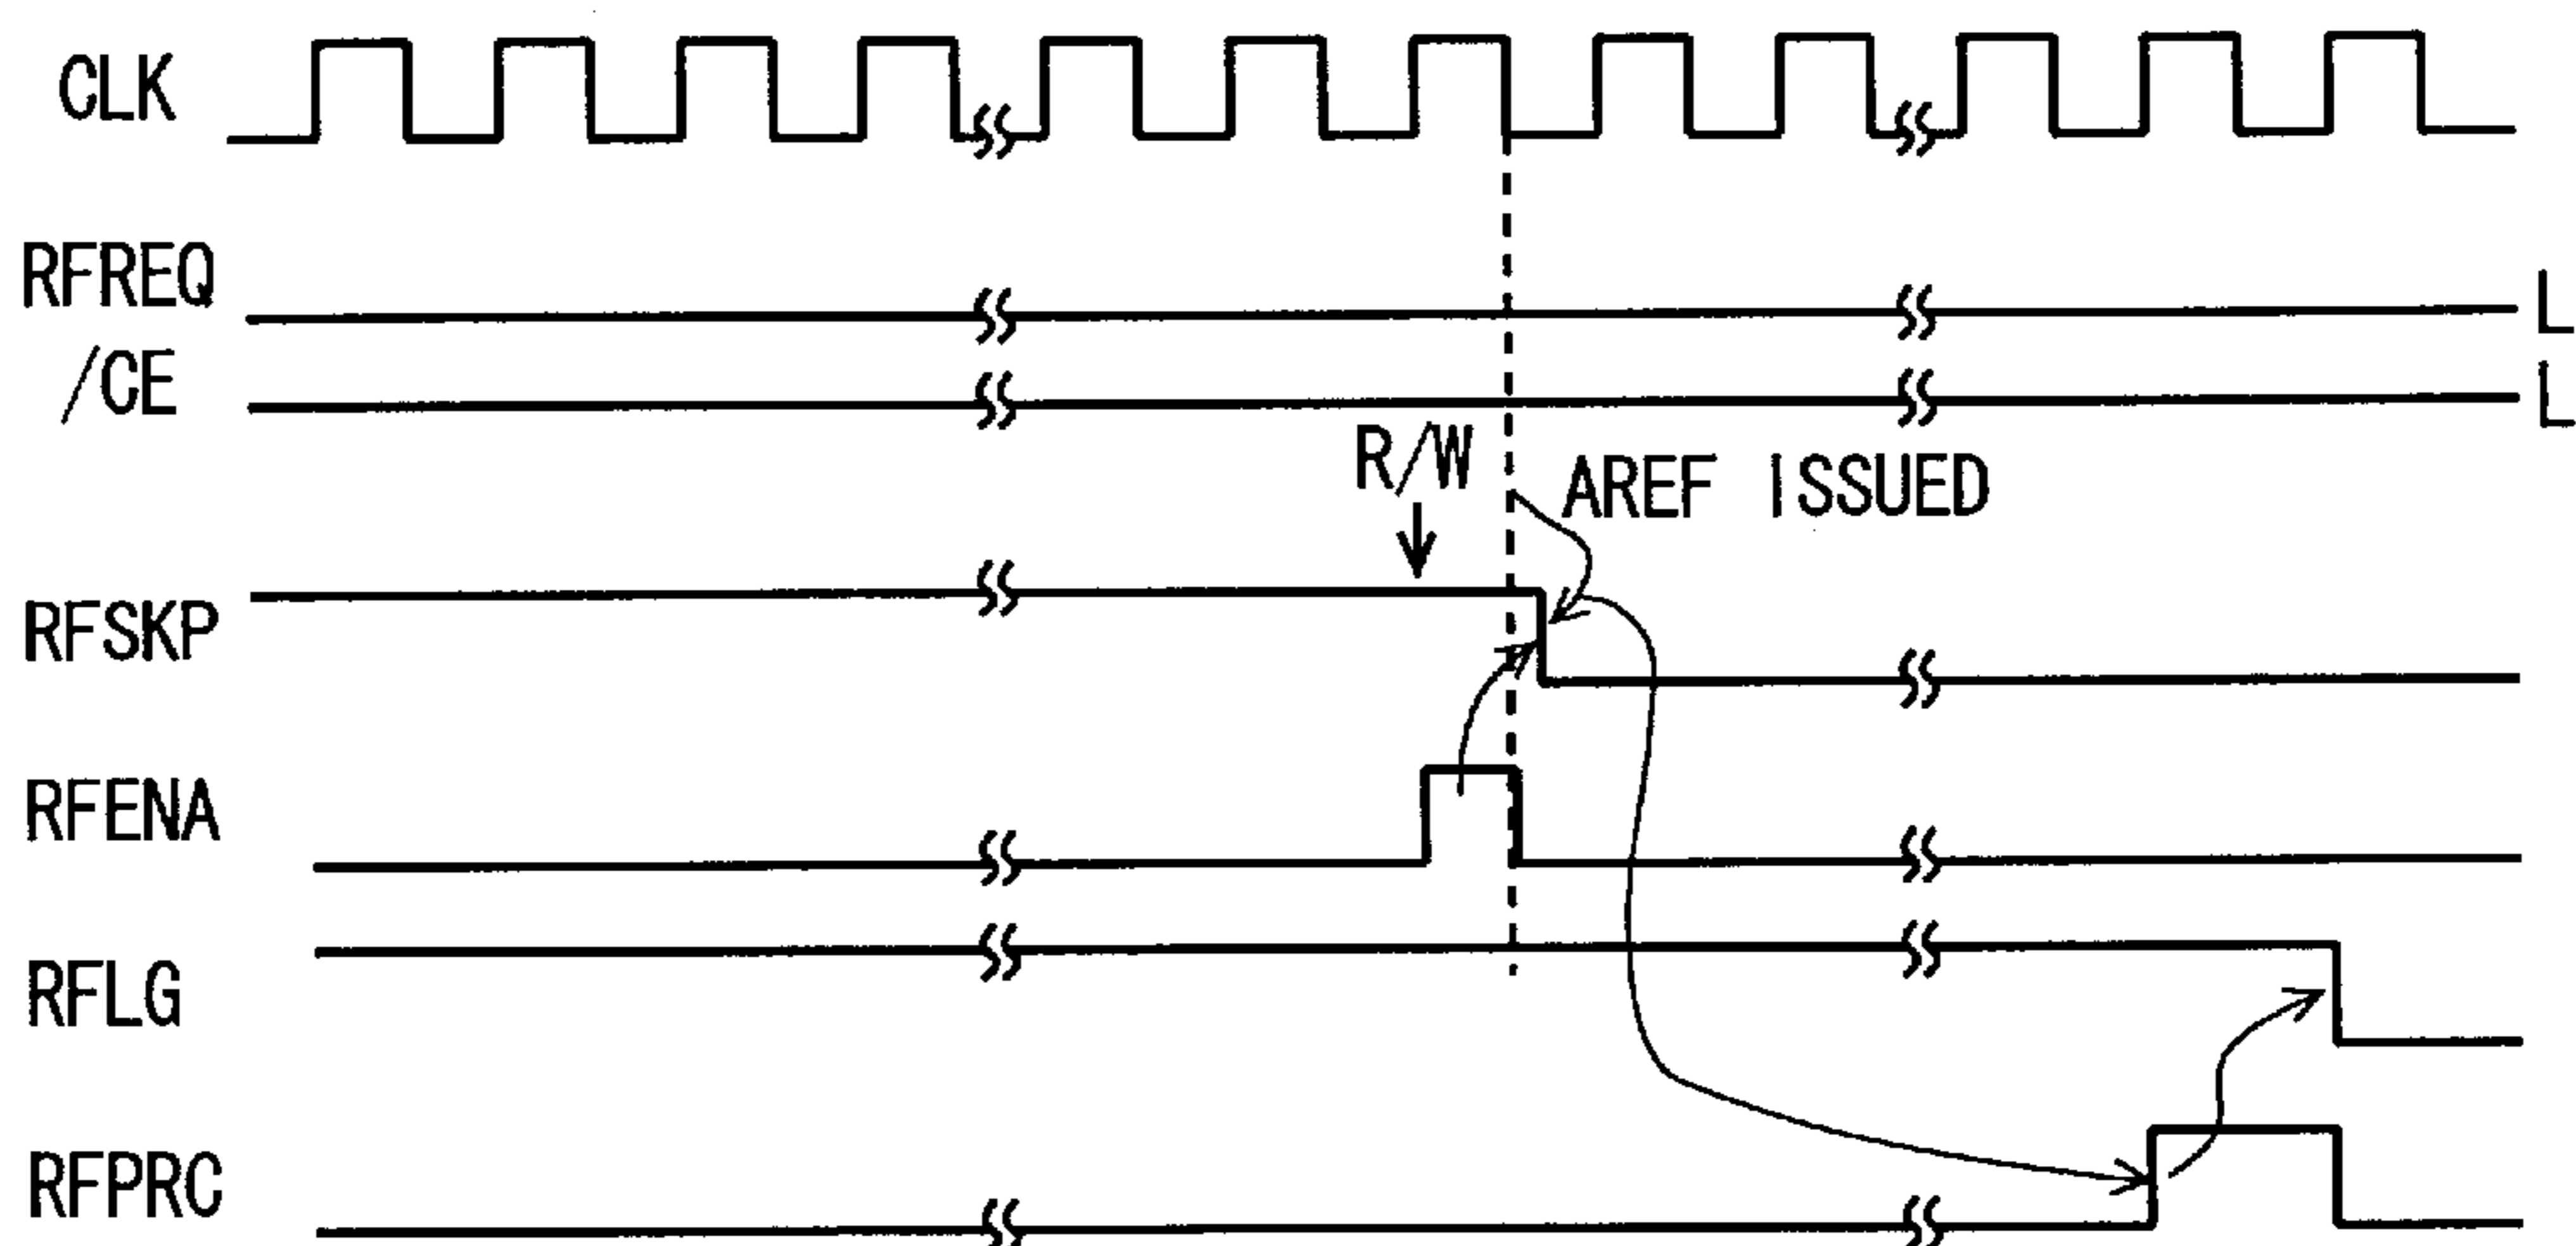 CLK
RFREQ
L
/CE
L
R/W
AREF ISSUED
RFSKP
RFENA
RFLG
RFPRC